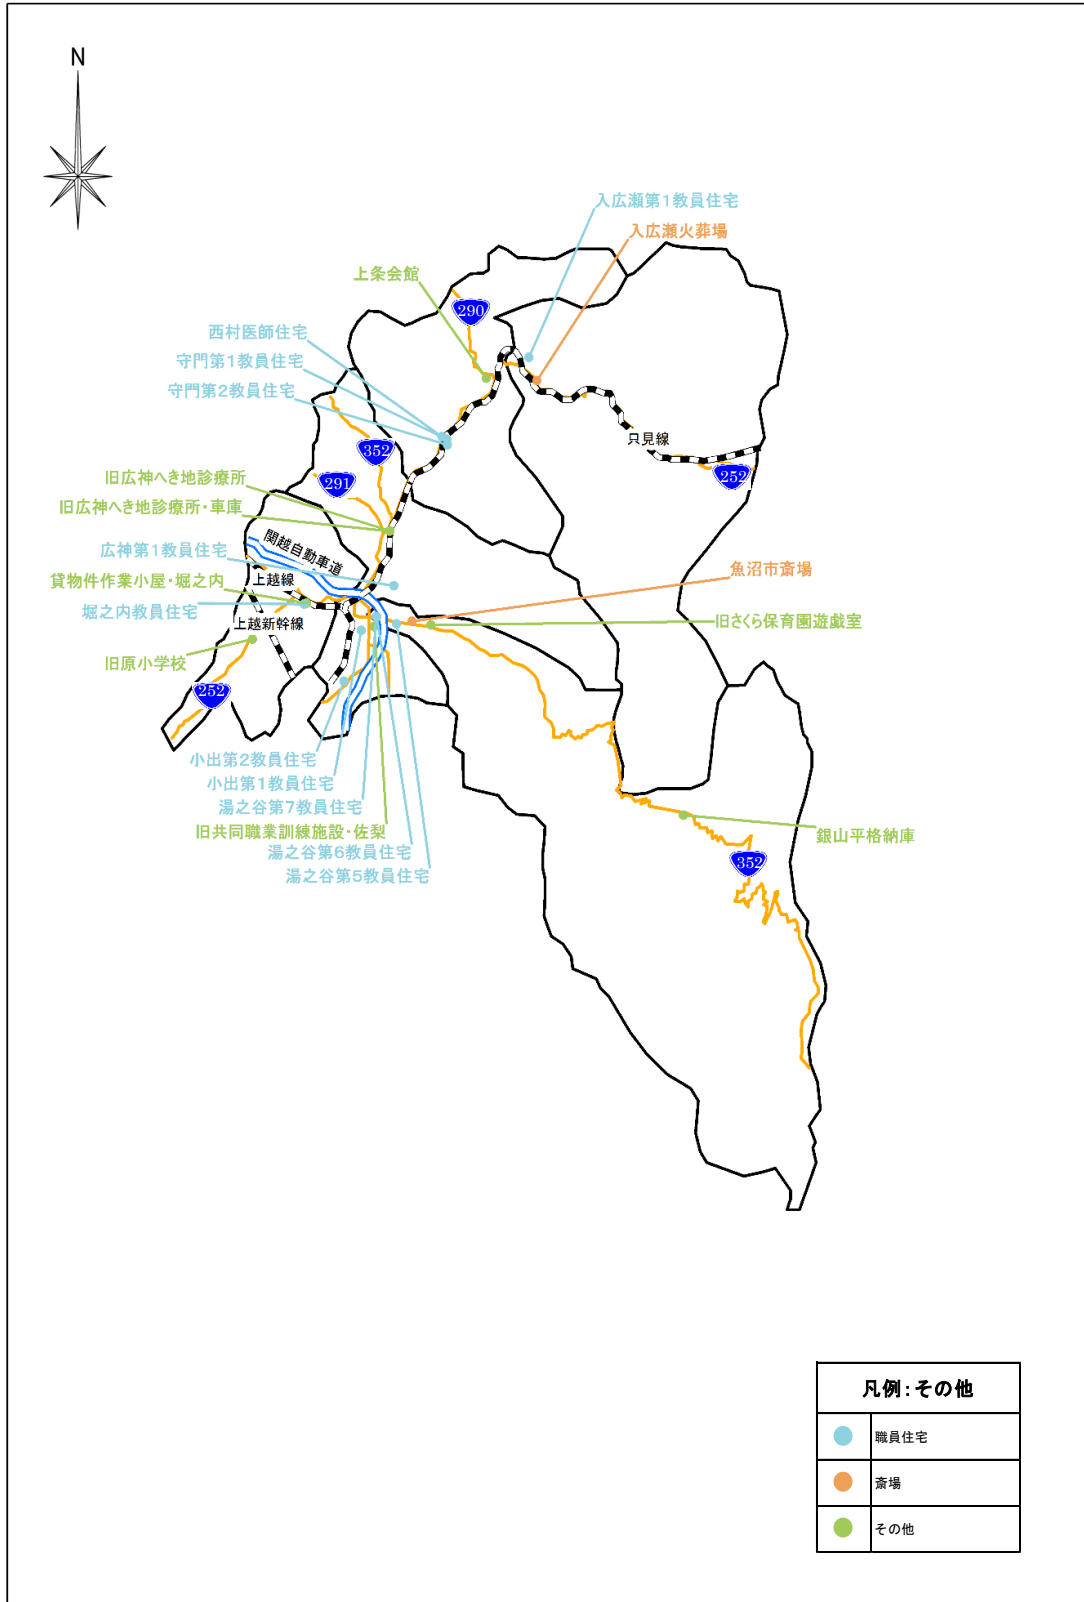 N
入広瀬第1教員住宅
入広瀬火葬場
上条会館
290
西村医師住宅
守門第1教員住宅
守門第2教員住宅
只見線
352
252
旧広神へき地診療所
291
旧広神へき地診療所・車庫
関越自動車道
広神第1教員住宅
魚沼市斎場
上越線
貸物件作業小屋・堀之内
堀之内教員住宅
上越新幹線
旧さくら保育園遊戯室
旧原小学校
252
小出第2教員住宅
小出第1教員住宅
湯之谷第7教員住宅
旧共同職業訓練施設・佐梨
銀山平格納庫
湯之谷第6教員住宅
352
湯之谷第5教員住宅
凡例:その他
職員住宅
斎場
その他